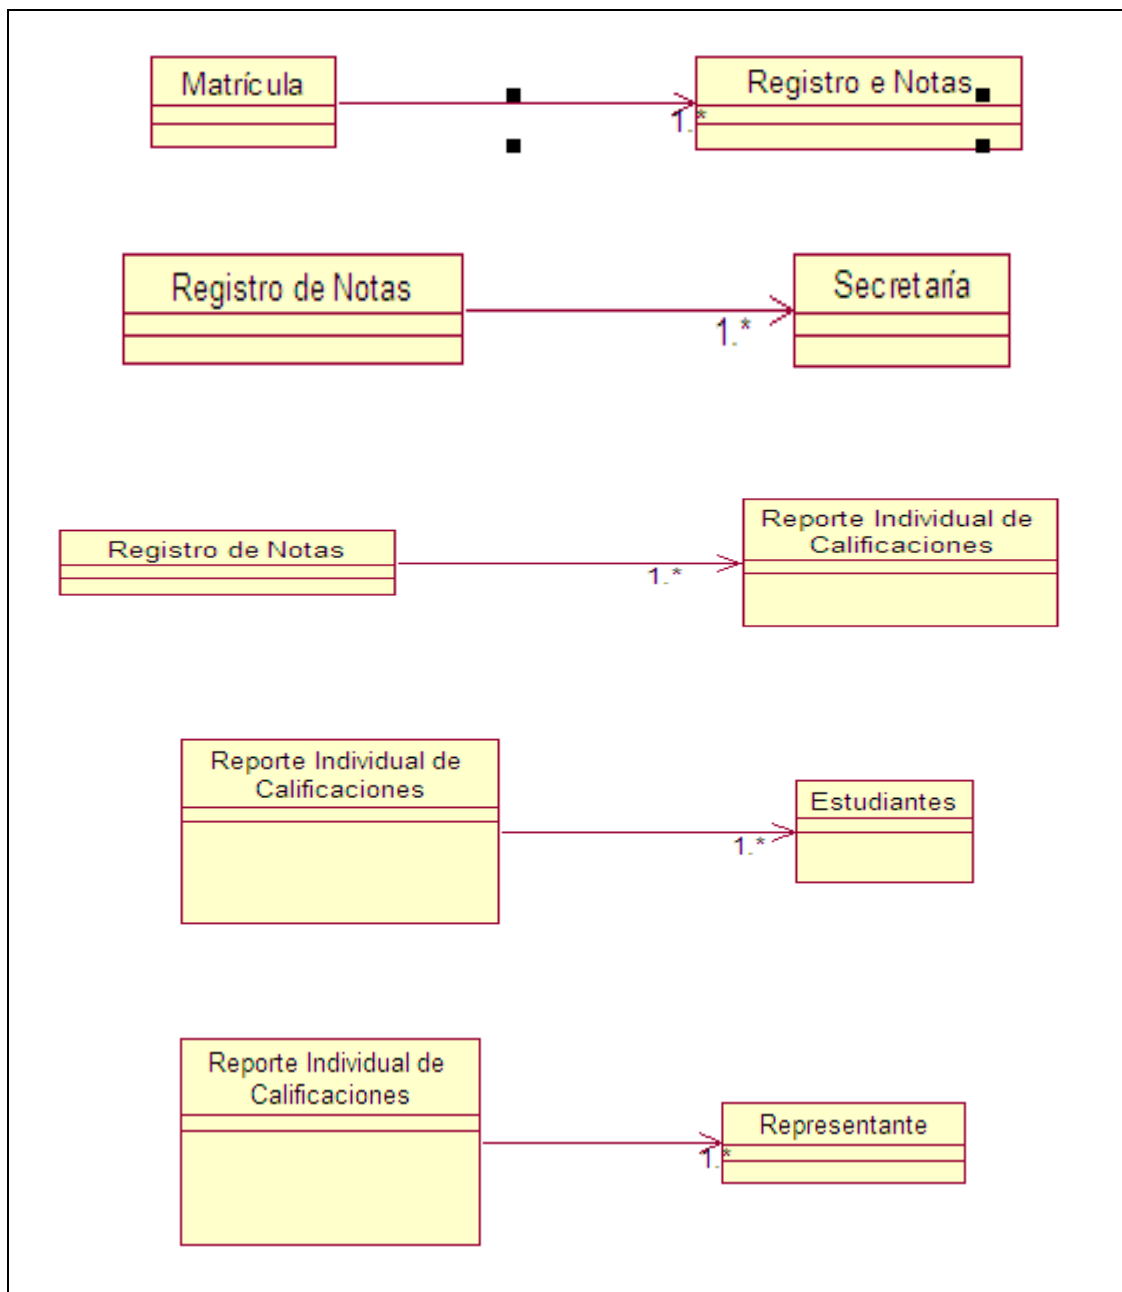 Matrícula
Registro e Notas
1.*
Registro de Notas
Secretaría
1.*
Reporte Individual de
Calificaciones
Registro de Notas
1.*
Reporte Individual de
Calificaciones
Estudiantes
1.*
Reporte Individual de
Calificaciones
Representante
1.*